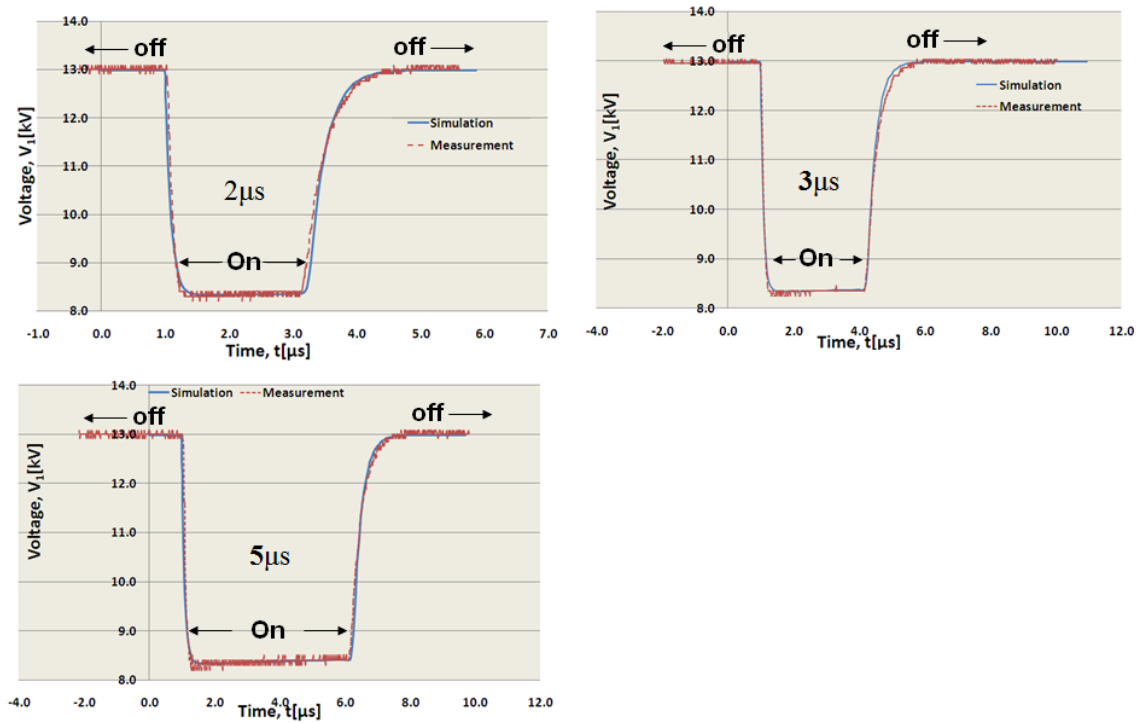 14.0
off
off
13.0
12.0
Simulation
Measurement
11.0
Voltage, V1[kV]
2μs
10.0
On
9.0
8.0
-1.0 0.0 1.0 2.0 3.0 4.0 5.0 6.0 7.0
Time, t[μs]
14.0
off
off
13.0
Simulation
12.0
Measurement
11.0
Voltage, V1[kV]
3μs
10.0
On
9.0
8.0
-4.0 -2.0 0.0 2.0 4.0 6.0 8.0 10.0 12.0
Time, t[μs]
14.0
Simulation Measurement
off
off
13.0
12.0
Voltage, V1[kV]
11.0
5μs
10.0
On
9.0
8.0
-4.0 -2.0 0.0 2.0 4.0 6.0 8.0 10.0 12.0
Time, t[μs]